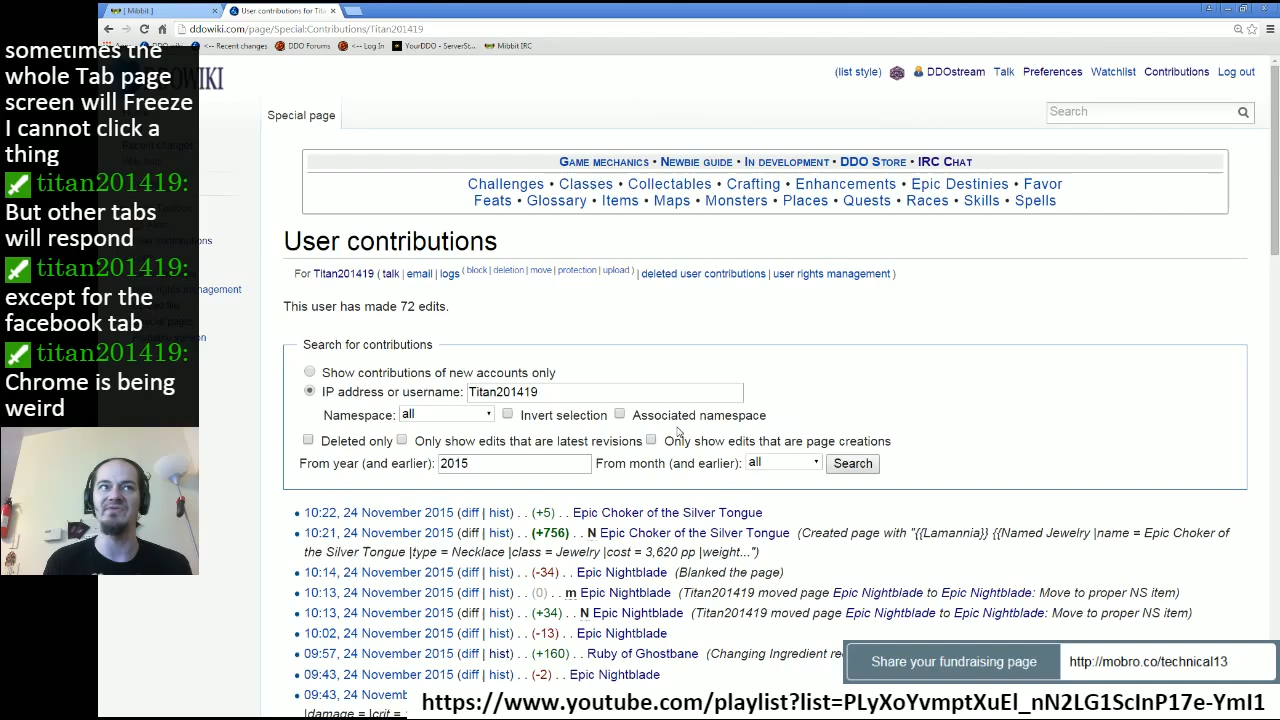 [ Mibbit ]
User contributions for Tita
ddowiki.com/page/Special:Contributions/Titan201419
<-- Recent changes
DDO Forums
<-- Log In
YourDDO - ServerSt...
Mibbit IRC
sometimes the
whole Tab page
screen will Freeze
I cannot click a
thing
titan201419:
But other tabs
will respond
titan201419:
except for the
facebook tab
titan201419:
Chrome is being
weird
(list style) DDOstream Talk Preferences Watchlist Contributions Log out
Special page
Search
Game mechanics • Newbie guide • In development • DDO Store • IRC Chat
Challenges • Classes • Collectables • Crafting • Enhancements • Epic Destinies • Favor
Feats • Glossary • Items • Maps • Monsters • Places • Quests • Races • Skills • Spells
User contributions
For Titan201419 ( talk | email | logs ( block | deletion | move | protection | upload ) | deleted user contributions | user rights management )
This user has made 72 edits.
Search for contributions
Show contributions of new accounts only
IP address or username: Titan201419
Namespace: all Invert selection Associated namespace
Deleted only Only show edits that are latest revisions Only show edits that are page creations
From year (and earlier): 2015 From month (and earlier): all Search
10:22, 24 November 2015 (diff | hist) . . (+5) Epic Choker of the Silver Tongue
10:21, 24 November 2015 (diff | hist) . . (+756) N Epic Choker of the Silver Tongue (Created page with "{{Lamannia}} {{Named Jewelry |name = Epic Choker of
the Silver Tongue |type = Necklace |class = Jewelry |cost = 3,620 pp |weight...")
10:14, 24 November 2015 (diff | hist) . . (-34) Epic Nightblade (Blanked the page)
10:13, 24 November 2015 (diff | hist) . . (0) m Epic Nightblade (Titan201419 moved page Epic Nightblade to Epic Nightblade: Move to proper NS item)
10:13, 24 November 2015 (diff | hist) . . (+34) N Epic Nightblade (Titan201419 moved page Epic Nightblade to Epic Nightblade: Move to proper NS item)
10:02, 24 November 2015 (diff | hist) . . (-13) Epic Nightblade
09:57, 24 November 2015 (diff | hist) . . (+160) Ruby of Ghostbane (Changing Ingredient re
09:43, 24 November 2015 (diff | hist) . . (-2) Epic Nightblade
09:43, 24 Novemb
|damage = |crit =
Share your fundraising page http://mobro.co/technical13
https://www.youtube.com/playlist?list=PLyXoYvmptXuEl_nN2LG1ScInP17e-YmI1